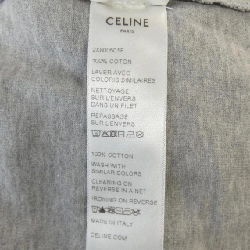 CELINE
PARIS
100% COTON
LAVER AVEC
COLORIS SIMILAIRES
NETTOYAGE
SUR L'ENVERS
DANS UN FILET
REPASSAGE
SUR L'ENVERS
100% COTTON
WASH WITH
SIMILAR COLORS
CLEANING ON
REVERSE IN A NET
IRONING ON REVERSE
MADE IN ITALY
CELINE.COM